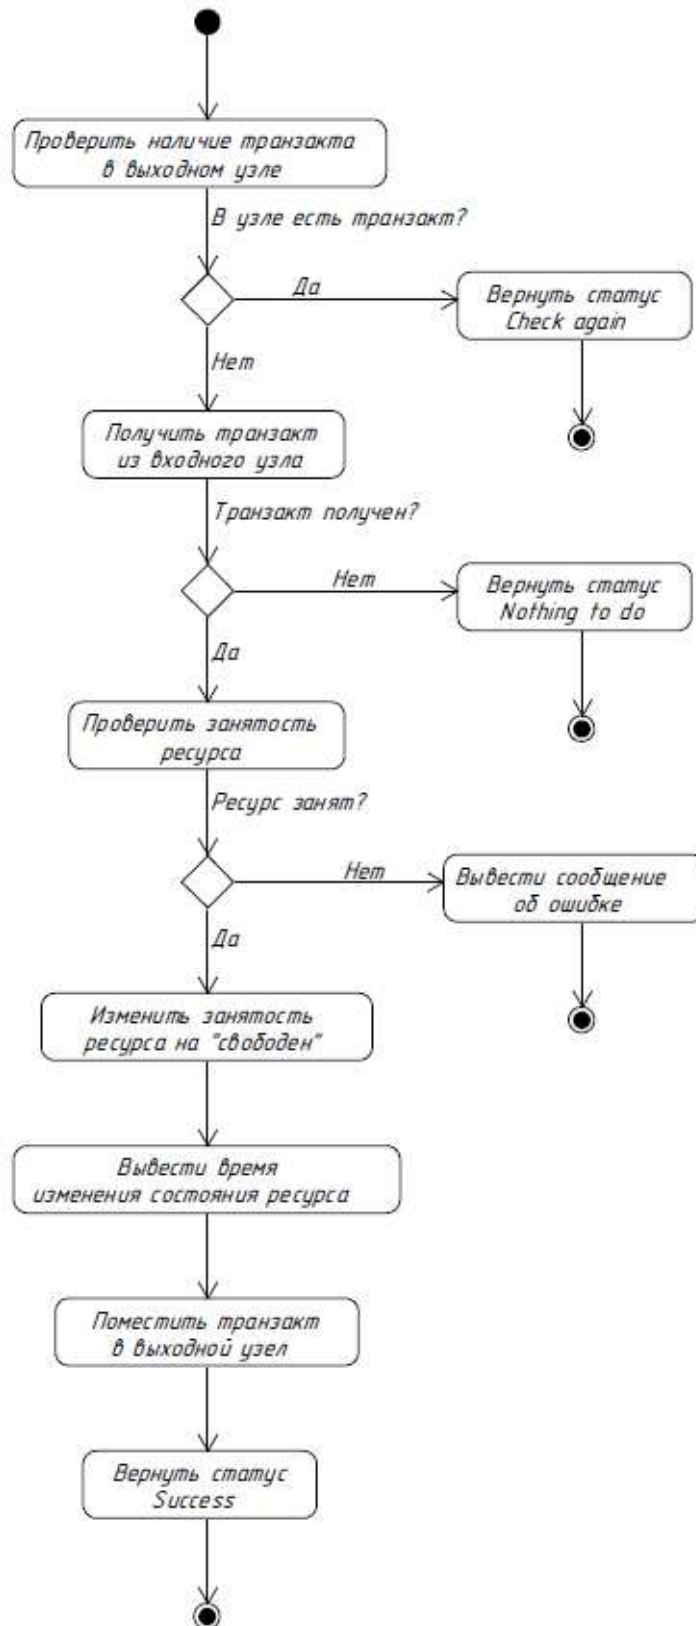 Проверить наличие транзакта
в выходном узле
В узле есть транзакт?
Да
Вернуть статус
Check again
Нет
Получить транзакт
из входного узла
Транзакт получен?
Нет
Вернуть статус
Nothing to do
Да
Проверить занятость
ресурса
Ресурс занят?
Нет
Вывести сообщение
об ошибке
Да
Изменить занятость
ресурса на "свободен"
Вывести время
изменения состояния ресурса
Поместить транзакт
в выходной узел
Вернуть статус
Success